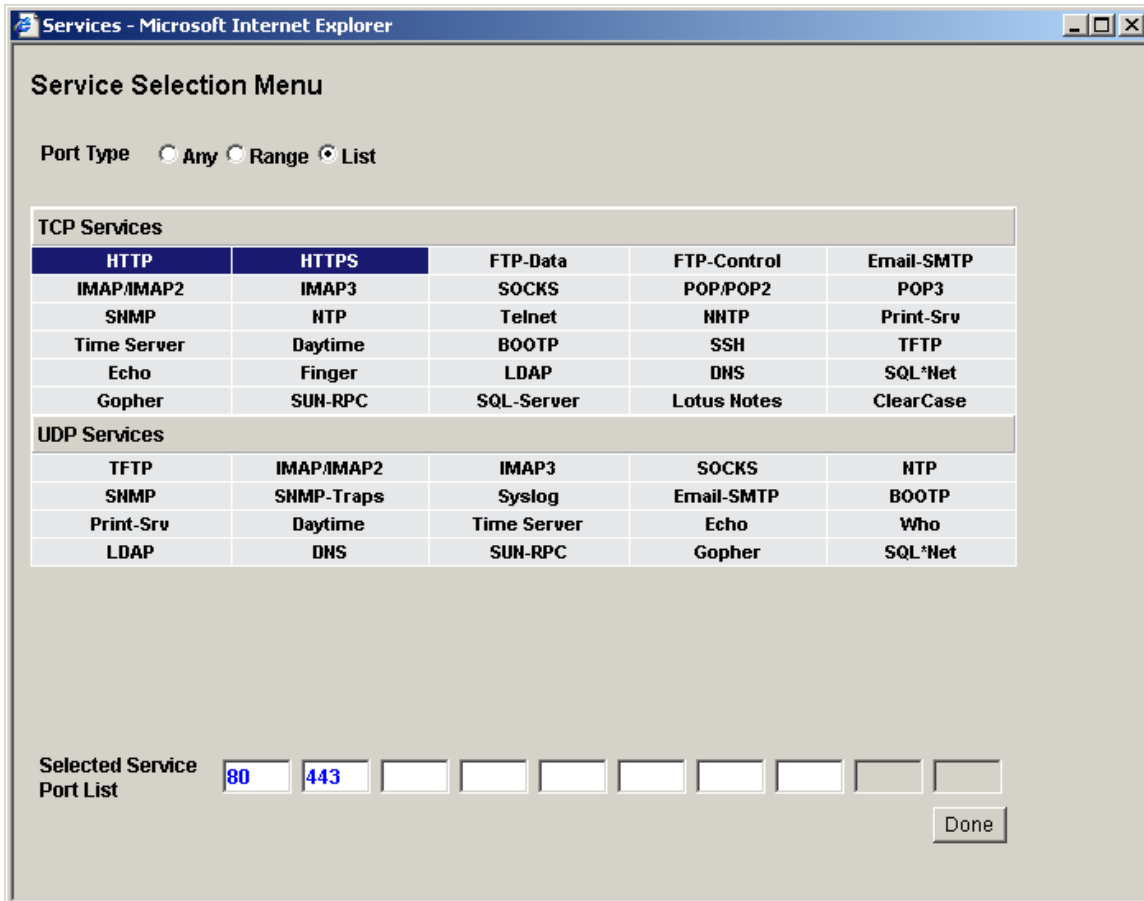 Services - Microsoft Internet Explorer
Service Selection Menu
Port Type Any Range List
TCP Services
HTTP HTTPS FTP-Data FTP-Control Email-SMTP
IMAP/IMAP2 IMAP3 SOCKS POP/POP2 POP3
SNMP NTP Telnet NNTP Print-Srv
Time Server Daytime BOOTP SSH TFTP
Echo Finger LDAP DNS SQL*Net
Gopher SUN-RPC SQL-Server Lotus Notes ClearCase
UDP Services
TFTP IMAP/IMAP2 IMAP3 SOCKS NTP
SNMP SNMP-Traps Syslog Email-SMTP BOOTP
Print-Srv Daytime Time Server Echo Who
LDAP DNS SUN-RPC Gopher SQL*Net
Selected Service
Port List
80 443
Done